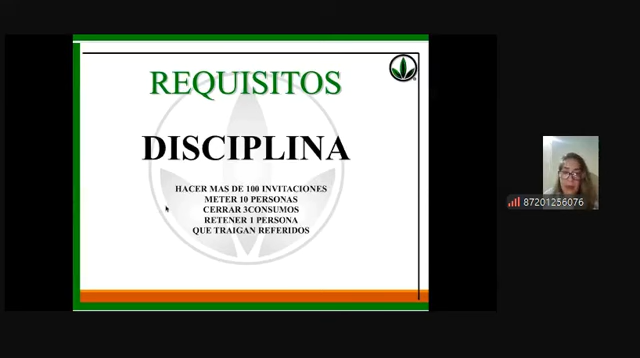 REQUISITOS
DISCIPLINA
HACER MAS DE 100 INVITACIONES
METER 10 PERSONAS
CERRAR 3CONSUMOS
RETENER 1 PERSONA
QUE TRAIGAN REFERIDOS
87201256076